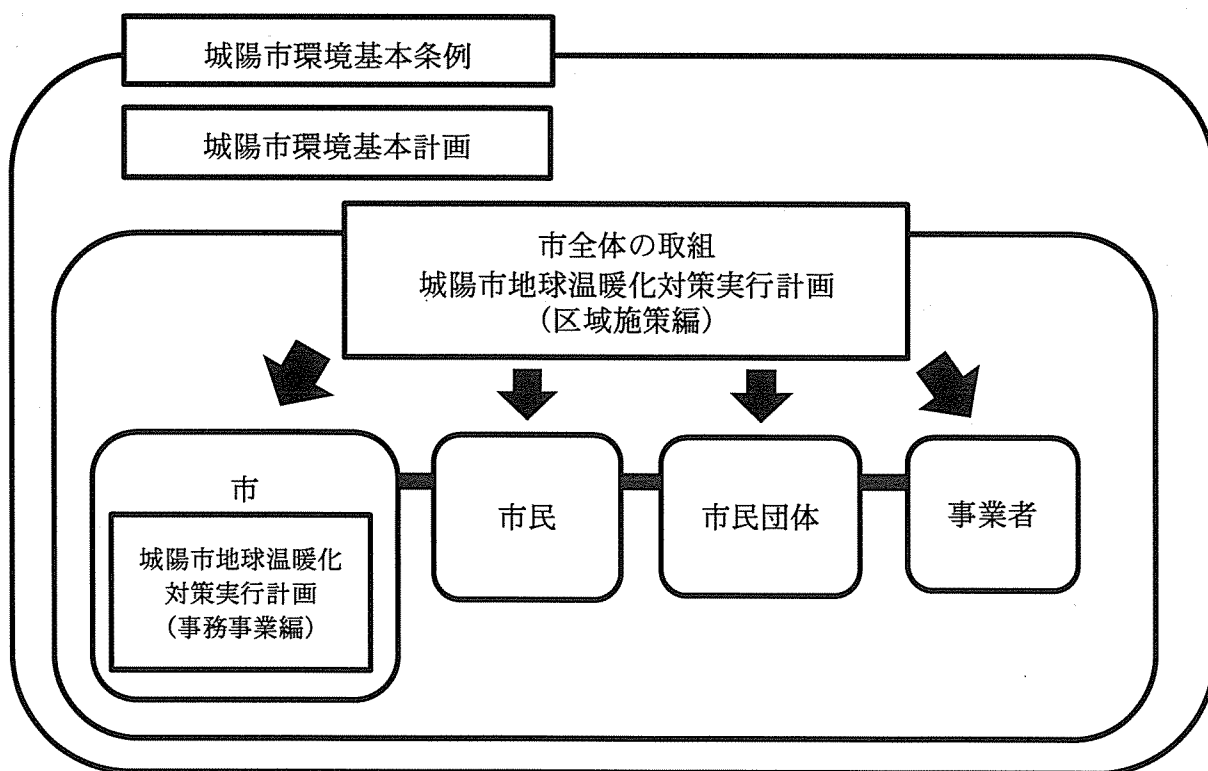 城陽市環境基本条例
城陽市環境基本計画
市全体の取組
城陽市地球温暖化対策実行計画
（区域施策編）
市
城陽市地球温暖化
対策実行計画
（事務事業編）
市民
市民団体
事業者